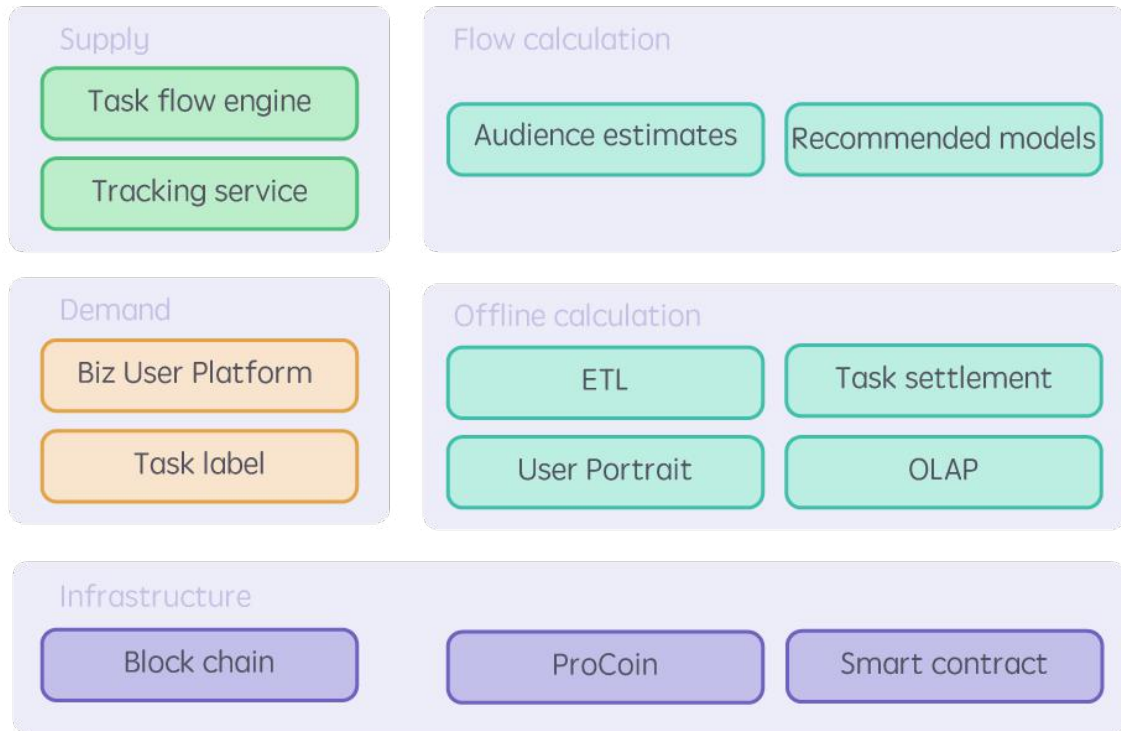 Supply
Task flow engine
Tracking service
Flow calculation
Audience estimates
Recommended models
Demand
Biz User Platform
Task label
Offline calculation
ETL
Task settlement
User Portrait
OLAP
Infrastructure
Block chain
ProCoin
Smart contract